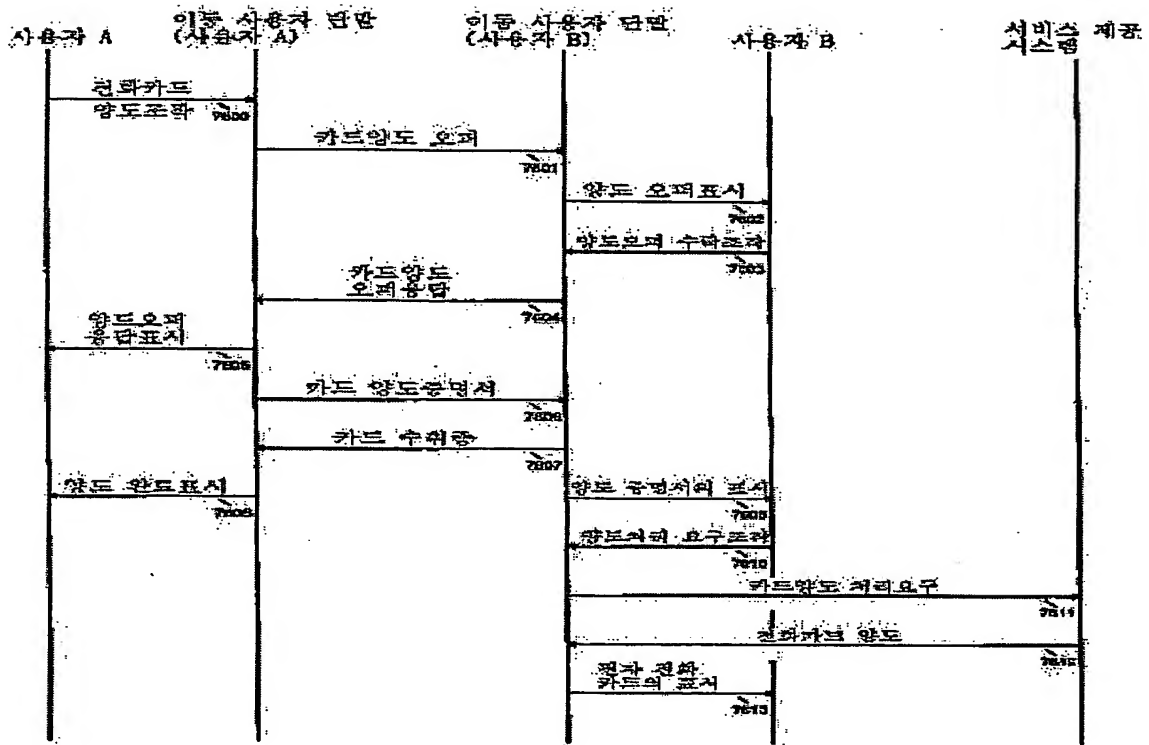 사용자 A
이동 사용자 단말
(사용자 A)
이동 사용자 단말
(사용자 B)
사용자 B
서비스 제공
시스템
전화카드
양도조작
7600
카드양도 오퍼
7601
양도 오퍼표시
7602
양도오퍼 수락조작
7603
카드양도
오퍼응답
7604
양도오퍼
응답표시
7605
카드 양도증명서
7606
카드 수취증
7607
양도 완료표시
7608
양도 증명서의 표시
7609
양도처리 요구조작
7610
카드양도 처리요구
7611
전화카드 양도
7612
전자 전화
카드의 표시
7613